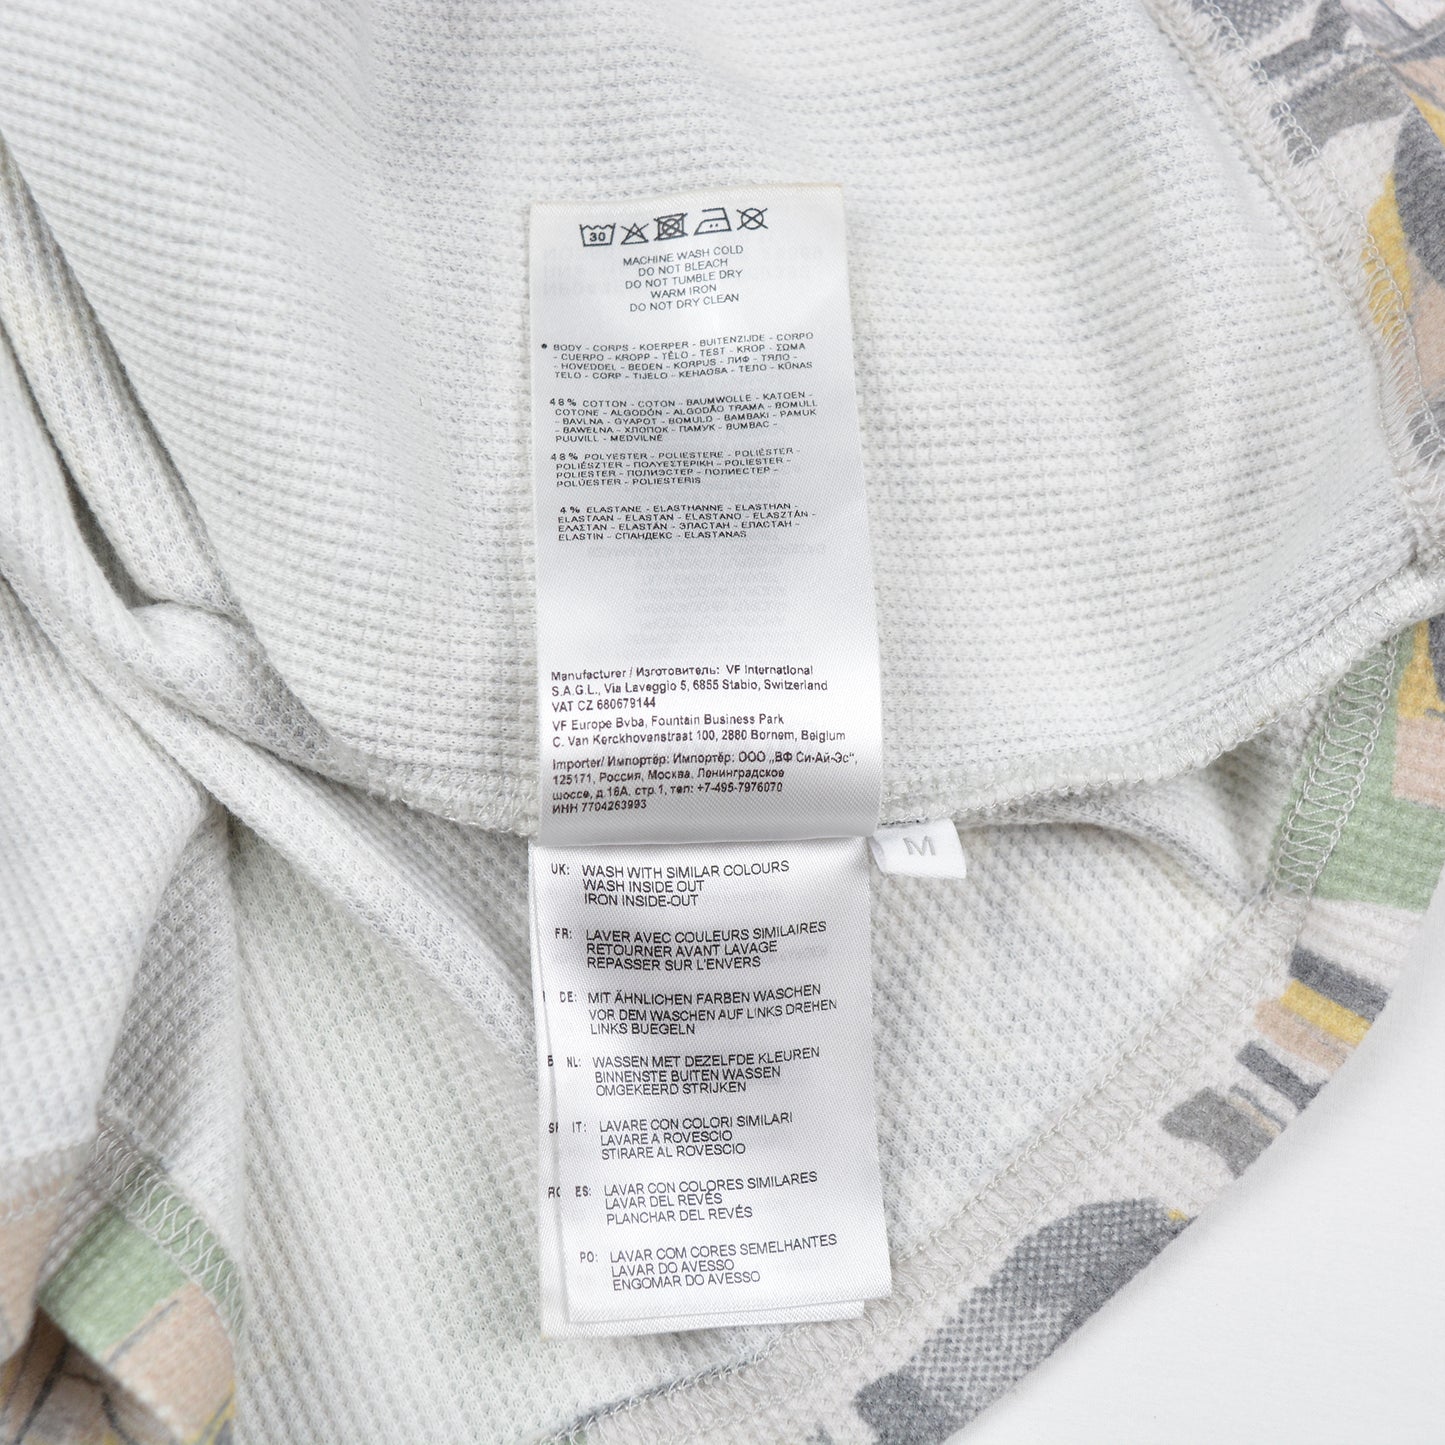 30
MACHINE WASH COLD
DO NOT BLEACH
DO NOT TUMBLE DRY
WARM IRON
DO NOT DRY CLEAN
• BODY - CORPS - KOERPER - BUITENZIJDE - CORPO
- CUERPO - KROPP - TĚLO - TEST - KROP - ΣΩΜΑ
- HOVEDDEL - BEDEN - KORPUS - ЛИФ - ТЯЛО -
TELO - CORP - TIJELO - KEHAOSA - ТЕЛО - KŪNAS
48% COTTON - COTON - BAUMWOLLE - KATOEN -
COTONE - ALGODÓN - ALGODÃO TRAMA - BOMULL
- BAVLNA - GYAPOT - BOMULD - BAMBAKI - PAMUK
- BAWEŁNA - ХЛОПОК - ПАМУК - BUMBAC -
PUUVILL - MEDVILNĖ
48% POLYESTER - POLIESTERE - POLIÉSTER -
POLIÉSZTER - ΠΟΛΥΕΣΤΕΡΙΚΗ - POLIESTER -
POLIESTER - ПОЛИЭСТЕР - ПОЛИЕСТЕР -
POLÜESTER - POLIESTERIS
4% ELASTANE - ELASTHANNE - ELASTHAN -
ELASTAAN - ELASTAN - ELASTANO - ELASZTÁN -
ΕΛΑΣΤΑΝ - ELASTÁN - ЭЛАСТАН - ЕЛАСТАН -
ELASTIN - СПАНДЕКС - ELASTANAS
Manufacturer / Изготовитель: VF International
S.A.G.L., Via Laveggio 5, 6855 Stabio, Switzerland
VAT CZ 680679144
VF Europe Bvba, Fountain Business Park
C. Van Kerckhovenstraat 100, 2880 Bornem, Belgium
Importer/ Импортёр: Импортёр: ООО „ВФ Си-Ай-Эс“,
125171, Россия, Москва, Ленинградское
шоссе, д.16А, стр.1, тел: +7-495-7976070
ИНН 7704263993
M
UK: WASH WITH SIMILAR COLOURS
WASH INSIDE OUT
IRON INSIDE-OUT
FR: LAVER AVEC COULEURS SIMILAIRES
RETOURNER AVANT LAVAGE
REPASSER SUR L'ENVERS
DE: MIT ÄHNLICHEN FARBEN WASCHEN
VOR DEM WASCHEN AUF LINKS DREHEN
LINKS BUEGELN
NL: WASSEN MET DEZELFDE KLEUREN
BINNENSTE BUITEN WASSEN
OMGEKEERD STRIJKEN
IT: LAVARE CON COLORI SIMILARI
LAVARE A ROVESCIO
STIRARE AL ROVESCIO
ES: LAVAR CON COLORES SIMILARES
LAVAR DEL REVÉS
PLANCHAR DEL REVÉS
PO: LAVAR COM CORES SEMELHANTES
LAVAR DO AVESSO
ENGOMAR DO AVESSO